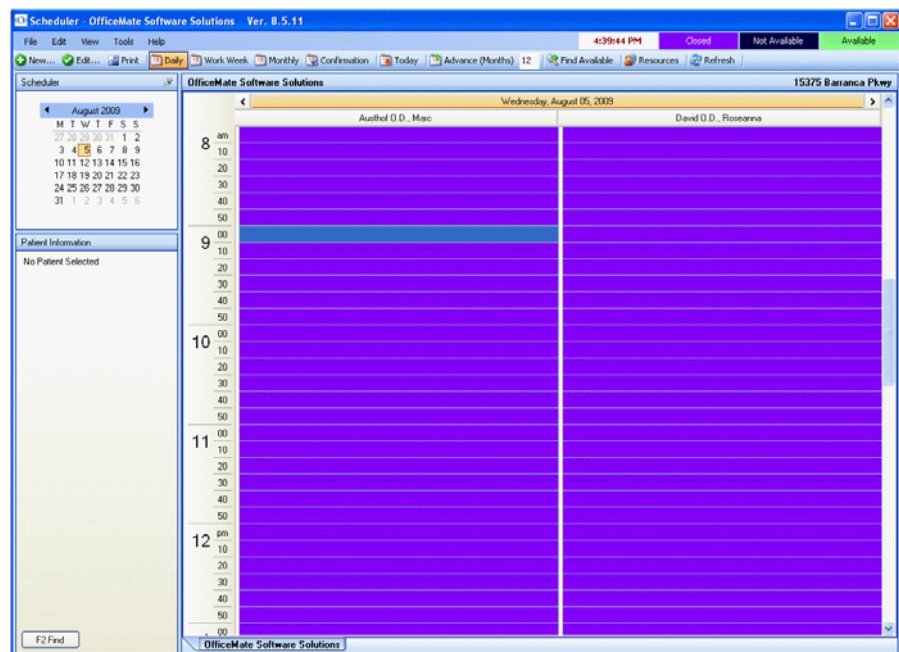 Scheduler - OfficeMate Software Solutions Ver. 8.5.11
File Edit View Tools Help
4:39:44 PM Closed Not Available Available
New... Edit... Print Daily Work Week Monthly Confirmation Today Advance (Months) 12 Find Available Resources Refresh
Scheduler
OfficeMate Software Solutions 15375 Barranca Pkwy
August 2009
M T W T F S S
27 28 29 30 31 1 2
3 4 5 6 7 8 9
10 11 12 13 14 15 16
17 18 19 20 21 22 23
24 25 26 27 28 29 30
31 1 2 3 4 5 6
Patient Information
No Patient Selected
F2 Find
Wednesday, August 05, 2009
Austhof O.D., Marc David O.D., Roseanna
8 am
10
20
30
40
50
9 00
10
20
30
40
50
10 00
10
20
30
40
50
11 00
10
20
30
40
50
12 pm
10
20
30
40
50
00
OfficeMate Software Solutions